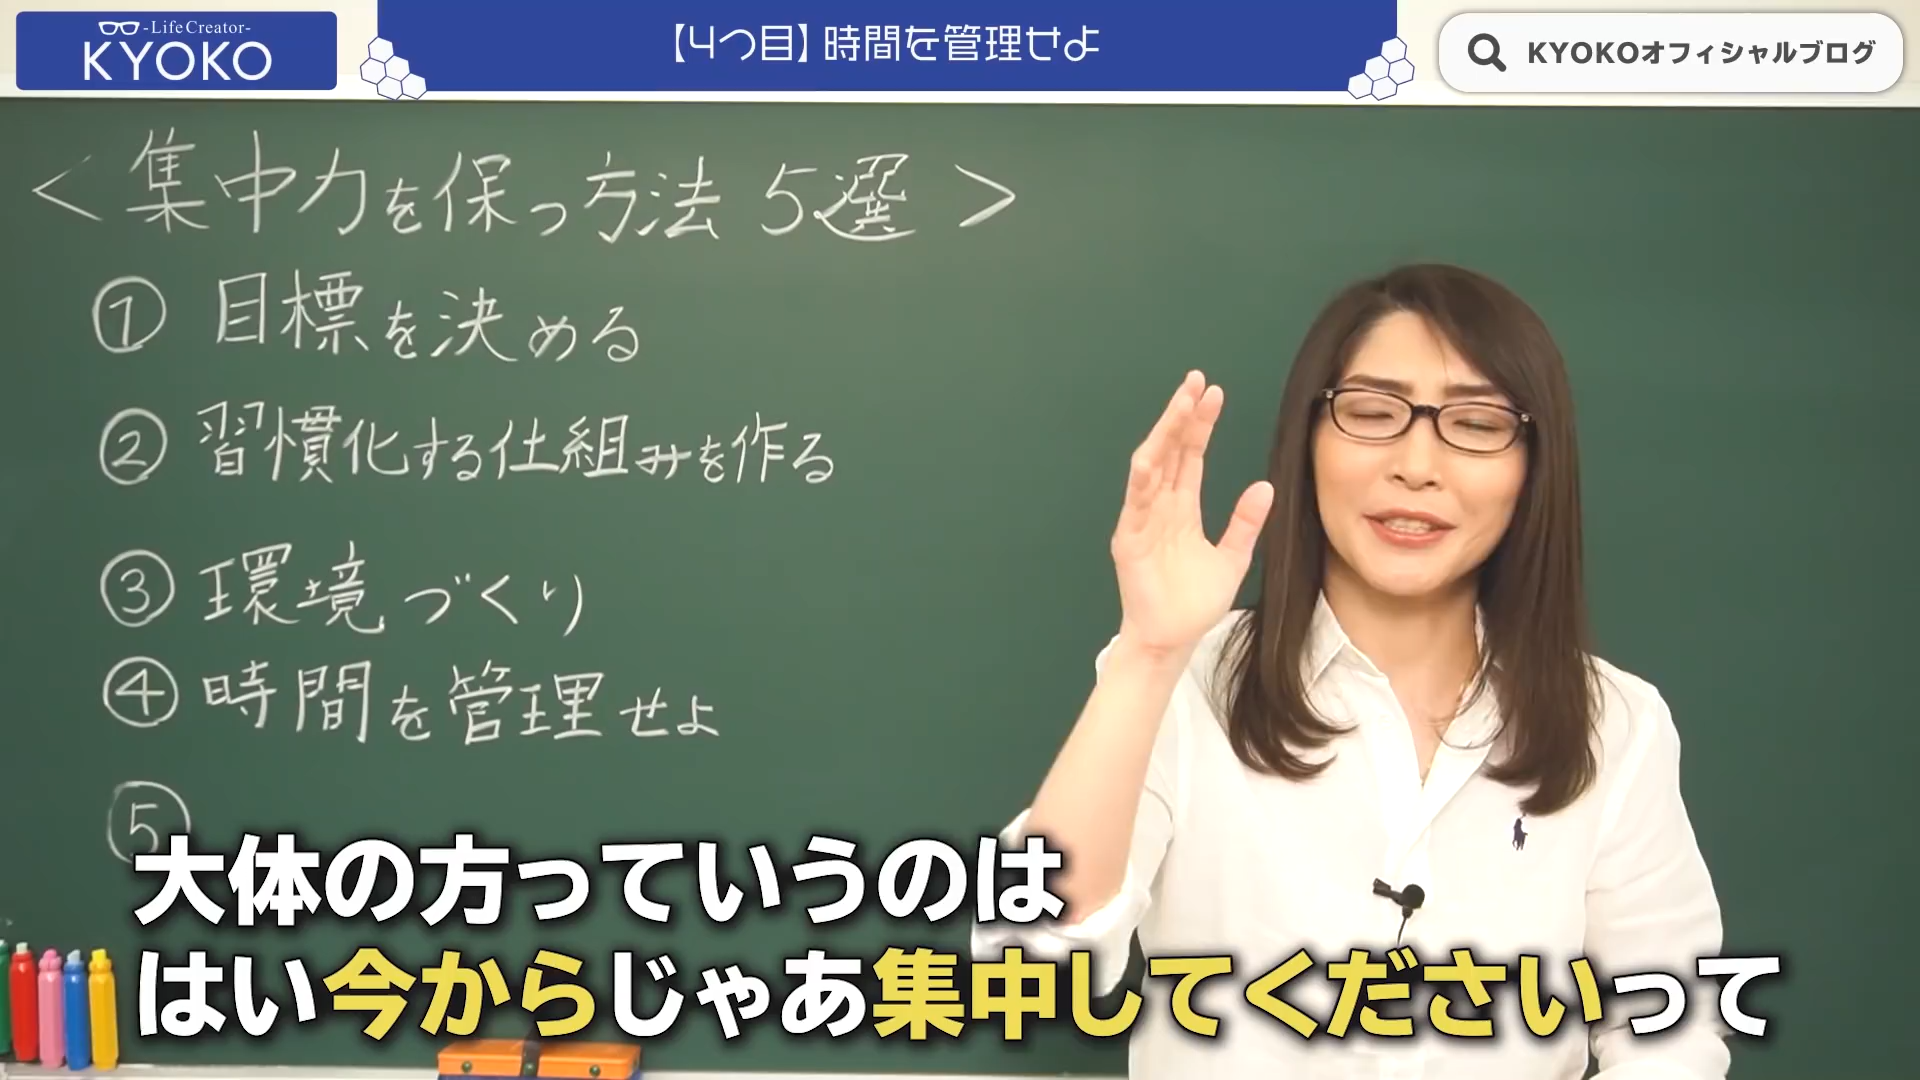 -Life Creator-
KYOKO
【4つ目】時間を管理せよ
KYOKOオフィシャルブログ
<集中力を保つ方法 5選>
① 目標を決める
② 習慣化する仕組みを作る
③ 環境づくり
④ 時間を管理せよ
⑤
大体の方っていうのは
はい今からじゃあ集中してくださいって